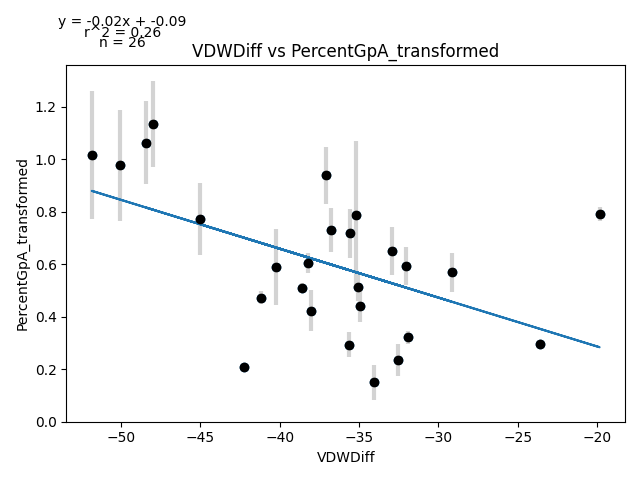 y = -0.02x + -0.09
r^2 = 0.26
n = 26
VDWDiff vs PercentGpA_transformed
PercentGpA_transformed
1.2
1.0
0.8
0.6
0.4
0.2
0.0
−50
−45
−40
−35
−30
−25
−20
VDWDiff